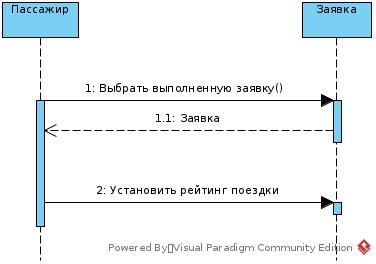 Пассажир
Заявка
1: Выбрать выполненную заявку()
1.1: Заявка
2: Установить рейтинг поездки
Powered By Visual Paradigm Community Edition